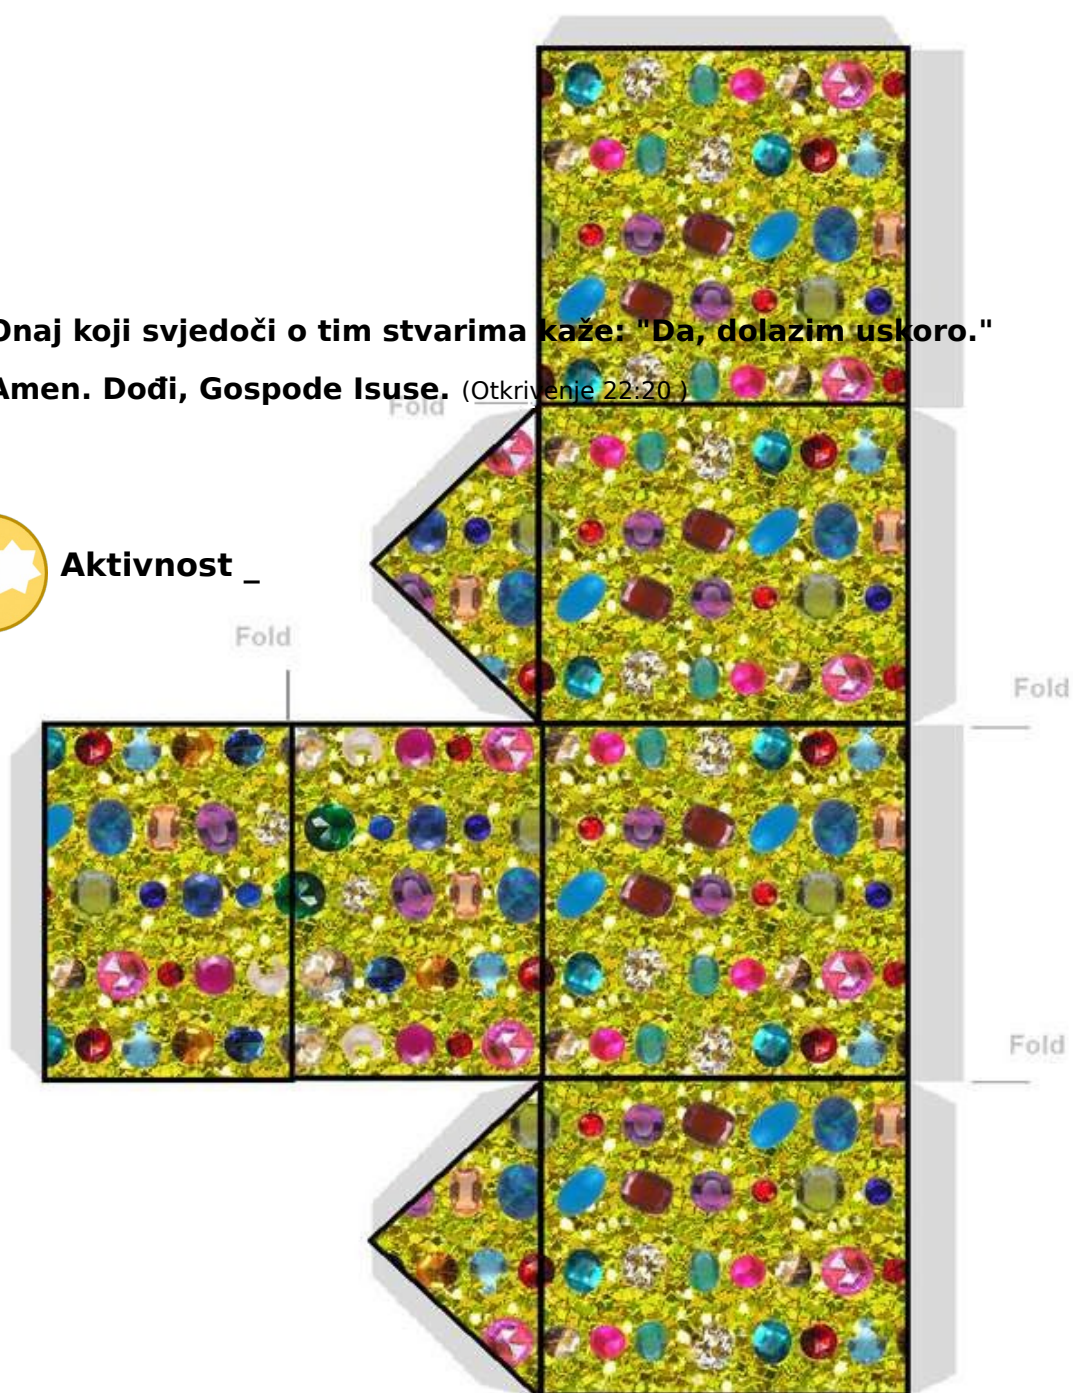 Onaj koji svjedoči o tim stvarima kaže: "Da, dolazim uskoro."
Amen. Dođi, Gospode Isuse. (Otkrivenje 22:20 )
Fold
Aktivnost _
Fold
Fold
Fold